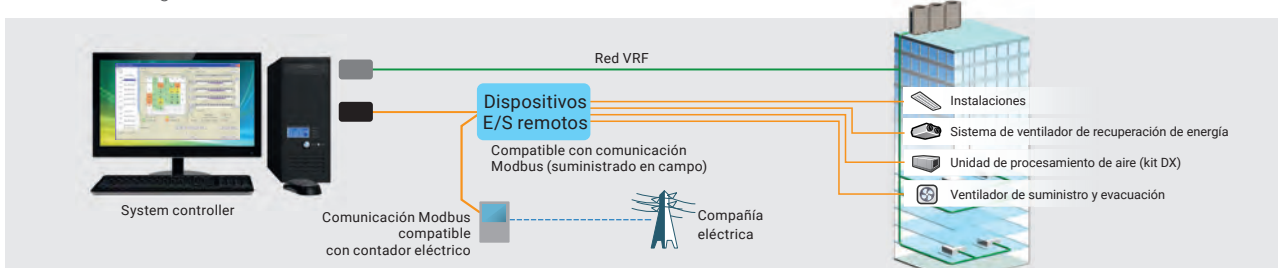 Red VRF
Dispositivos
E/S remotos
Compatible con comunicación
Modbus (suministrado en campo)
System controller
Comunicación Modbus
compatible
con contador eléctrico
Compañía
eléctrica
Instalaciones
Sistema de ventilador de recuperación de energía
Unidad de procesamiento de aire (kit DX)
Ventilador de suministro y evacuación